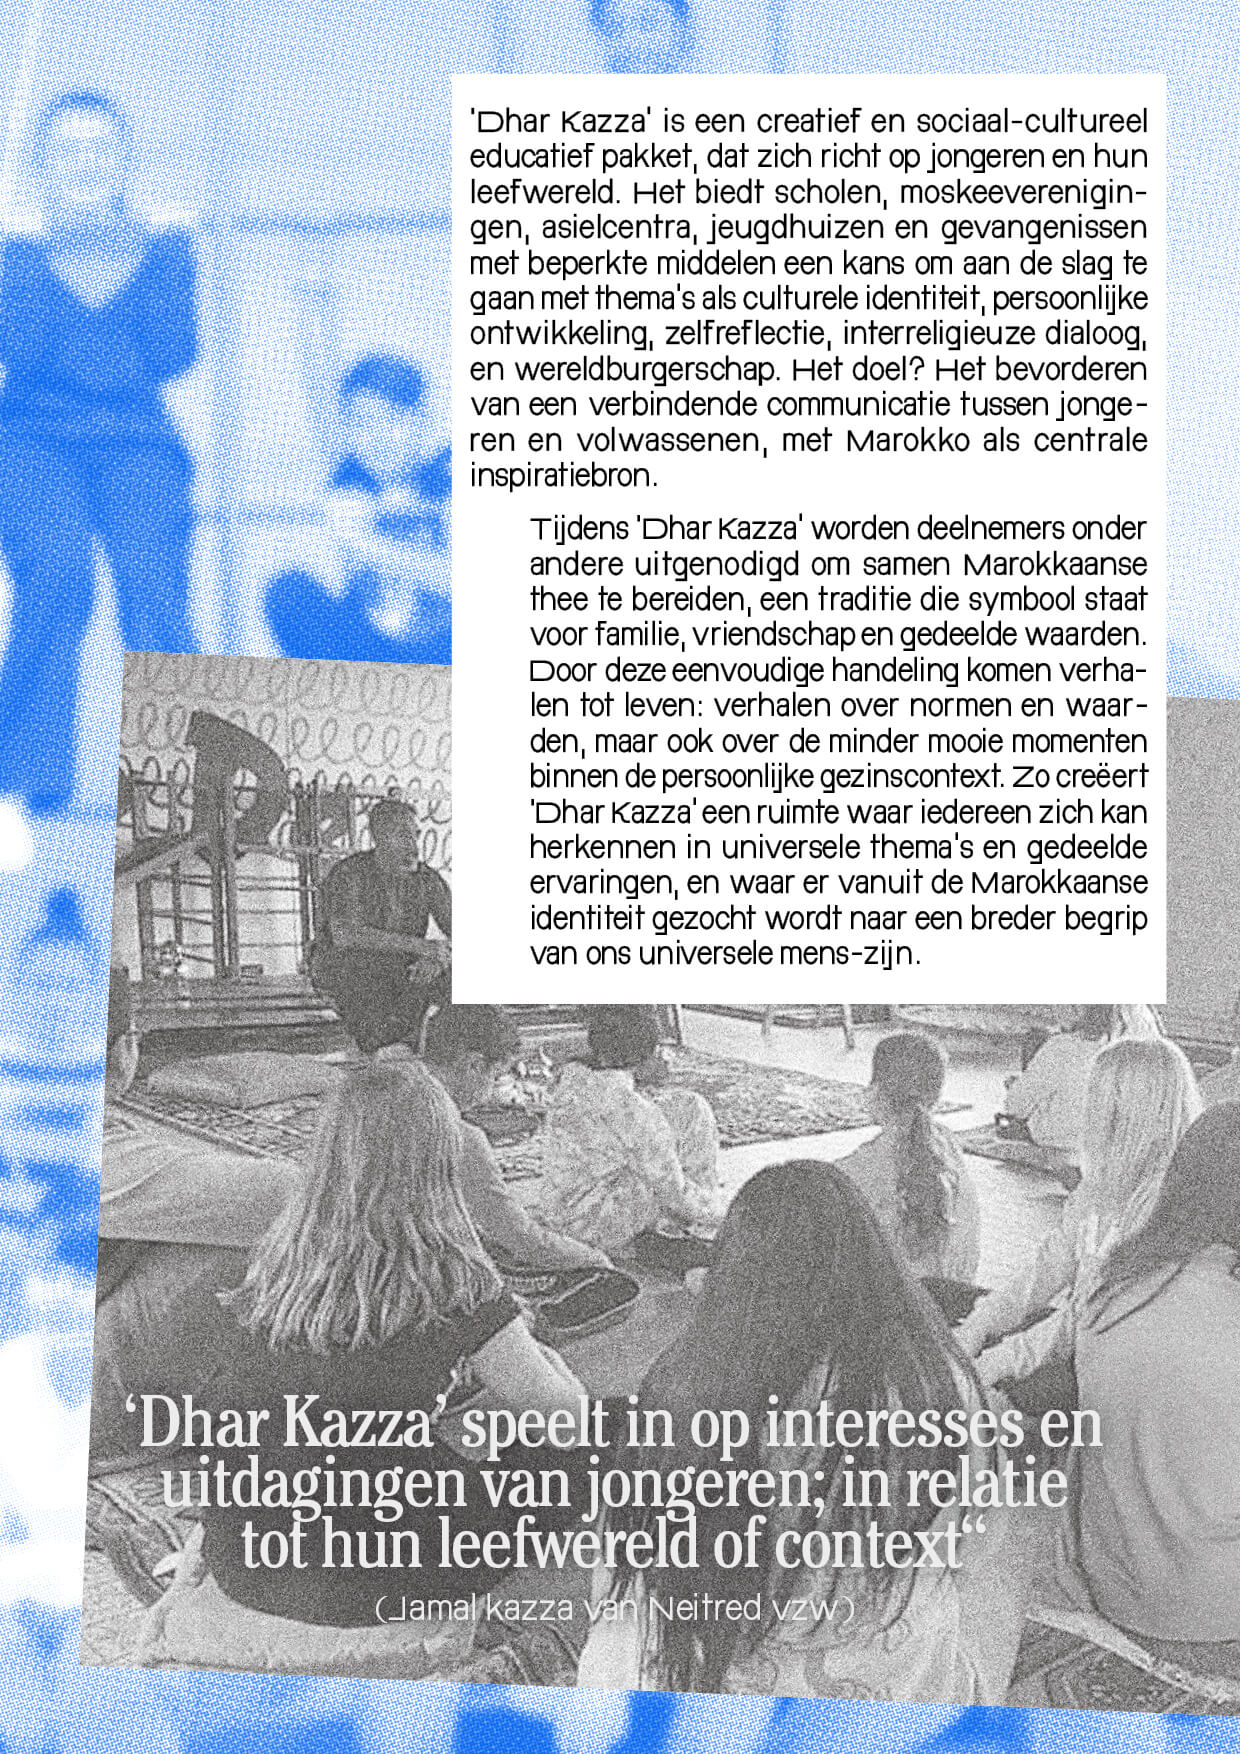 'Dhar Kazza' is een creatief en sociaal-cultureel
educatief pakket, dat zich richt op jongeren en hun
leefwereld. Het biedt scholen, moskeeverenigin-
gen, asielcentra, jeugdhuizen en gevangenissen
met beperkte middelen een kans om aan de slag te
gaan met thema's als culturele identiteit, persoonlijke
ontwikkeling, zelfreflectie, interreligieuze dialoog,
en wereldburgerschap. Het doel? Het bevorderen
van een verbindende communicatie tussen jonge-
ren en volwassenen, met Marokko als centrale
inspiratiebron.
Tijdens 'Dhar Kazza' worden deelnemers onder
andere uitgenodigd om samen Marokkaanse
thee te bereiden, een traditie die symbool staat
voor familie, vriendschap en gedeelde waarden.
Door deze eenvoudige handeling komen verha-
len tot leven: verhalen over normen en waar-
den, maar ook over de minder mooie momenten
binnen de persoonlijke gezinscontext. Zo creëert
'Dhar Kazza' een ruimte waar iedereen zich kan
herkennen in universele thema's en gedeelde
ervaringen, en waar er vanuit de Marokkaanse
identiteit gezocht wordt naar een breder begrip
van ons universele mens-zijn.
‘Dhar Kazza’ speelt in op interesses en
uitdagingen van jongeren; in relatie
tot hun leefwereld of context“
(Jamal kazza van Neitred vzw)